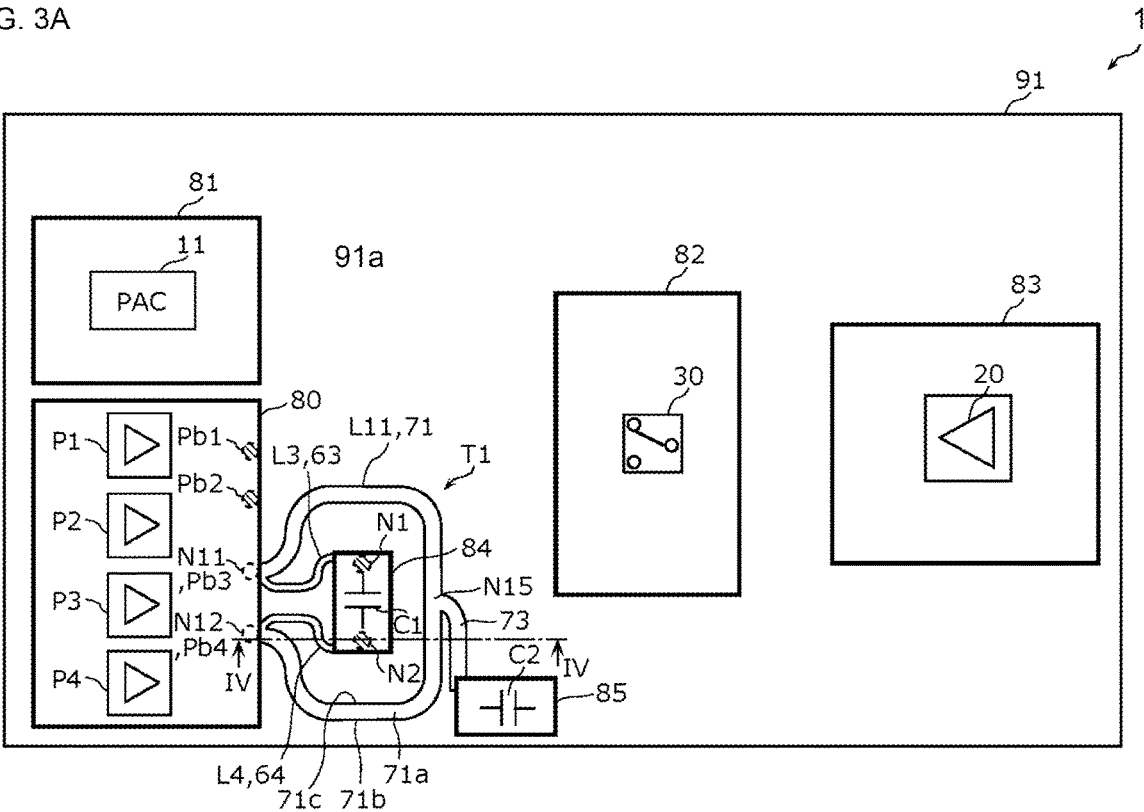 G. 3A
1
91
81
11
PAC
91a
82
83
30
20
80
P1
Pb1
L11,71
L3,63
T1
Pb2
P2
N1
84
N11
,Pb3
N15
P3
C1
73
N12
,Pb4
N2
C2
IV
IV
P4
85
L4,64
71a
71c
71b